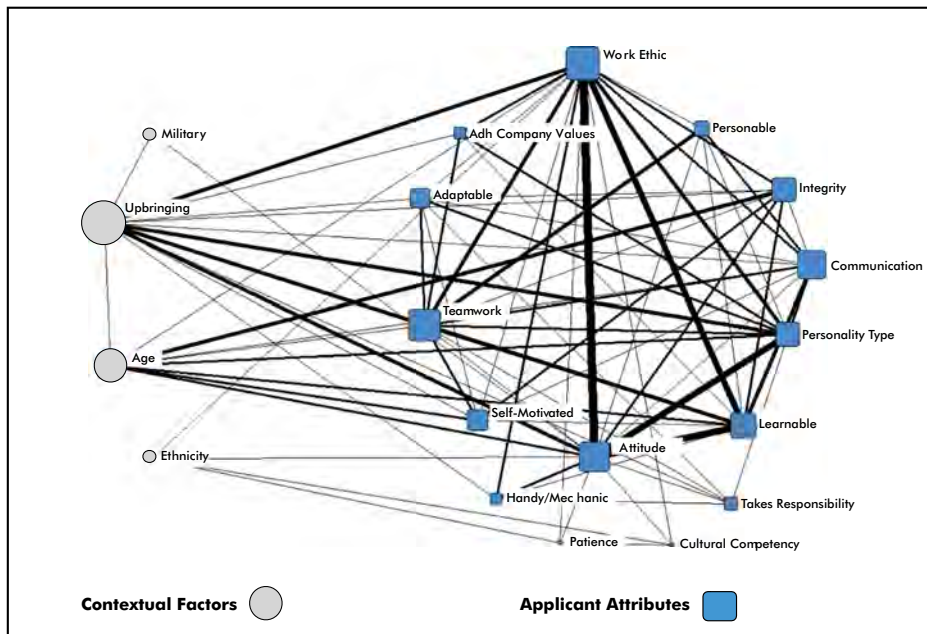 Work Ethic
Military
Adh Company Values
Personable
Adaptable
Integrity
Upbringing
Communication
Teamwork
Personality Type
Age
Self-Motivated
Learnable
Attitude
Ethnicity
Handy/Mec hanic
Takes Responsibility
Patience
Cultural Competency
Contextual Factors
Applicant Attributes